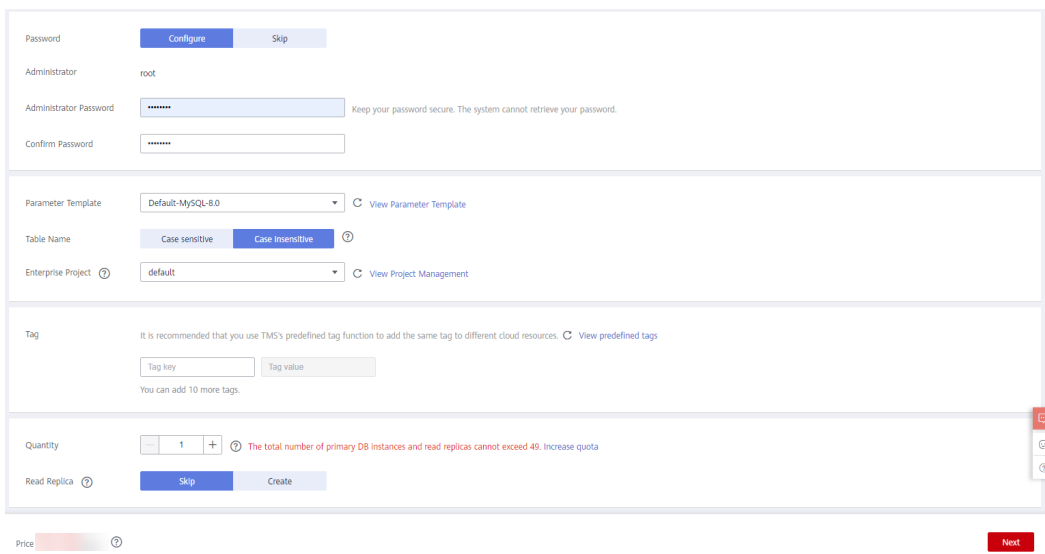 Password Configure Skip
Administrator root
Administrator Password •••••••• Keep your password secure. The system cannot retrieve your password.
Confirm Password ••••••••
Parameter Template Default-MySQL-8.0 View Parameter Template
Table Name Case sensitive Case insensitive ?
Enterprise Project ? default View Project Management
Tag It is recommended that you use TMS's predefined tag function to add the same tag to different cloud resources. View predefined tags
Tag key Tag value
You can add 10 more tags.
Quantity − 1 + ? The total number of primary DB instances and read replicas cannot exceed 49. Increase quota
Read Replica ? Skip Create
Price ? Next